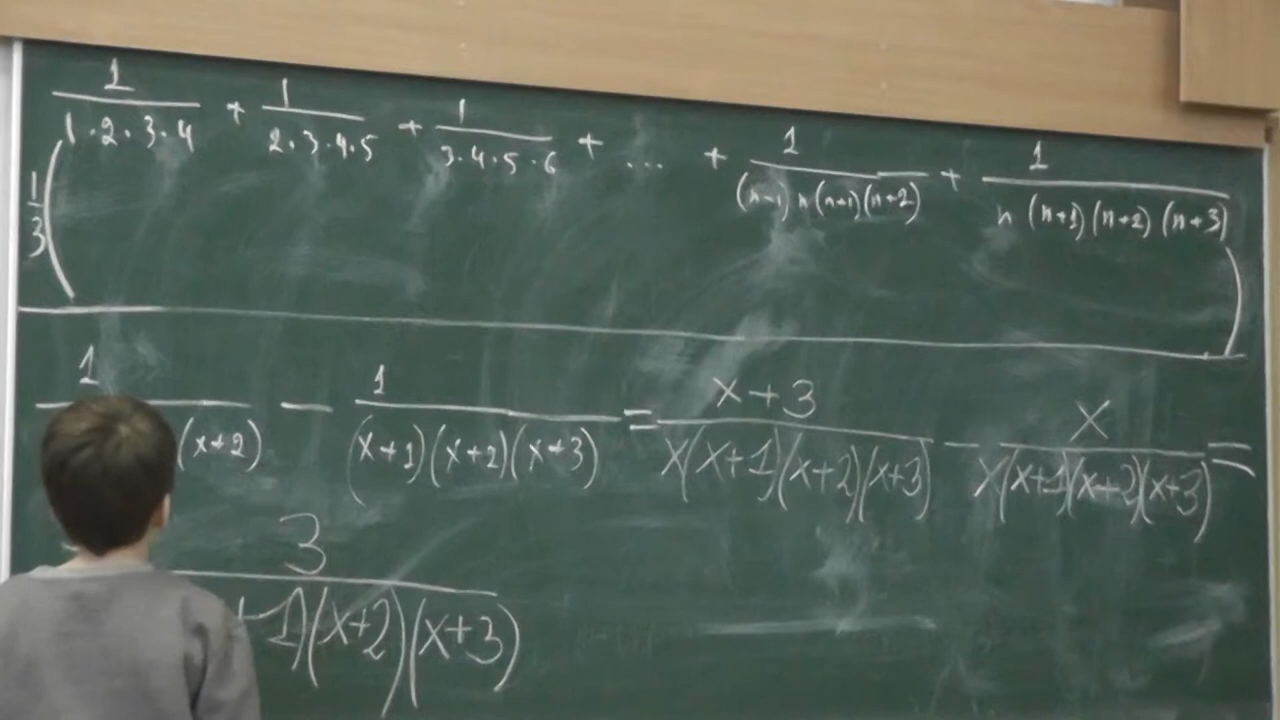 1/(1·2·3·4) + 1/(2·3·4·5) + 1/(3·4·5·6) + ... + 1/((n-1)n(n+1)(n+2)) + 1/(n(n+1)(n+2)(n+3))
1/3 ( )
1/(x+2) - 1/((x+1)(x+2)(x+3)) = (x+3)/(x(x+1)(x+2)(x+3)) - x/(x(x+1)(x+2)(x+3)) =
3/(1)(x+2)(x+3)